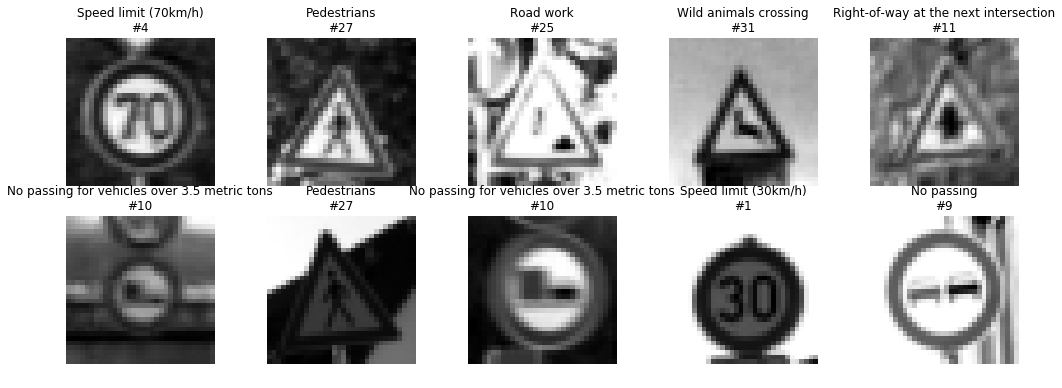 Speed limit (70km/h)
#4
Pedestrians
#27
Road work
#25
Wild animals crossing
#31
Right-of-way at the next intersection
#11
70
No passing for vehicles over 3.5 metric tons
#10
Pedestrians
#27
No passing for vehicles over 3.5 metric tons
#10
Speed limit (30km/h)
#1
No passing
#9
30